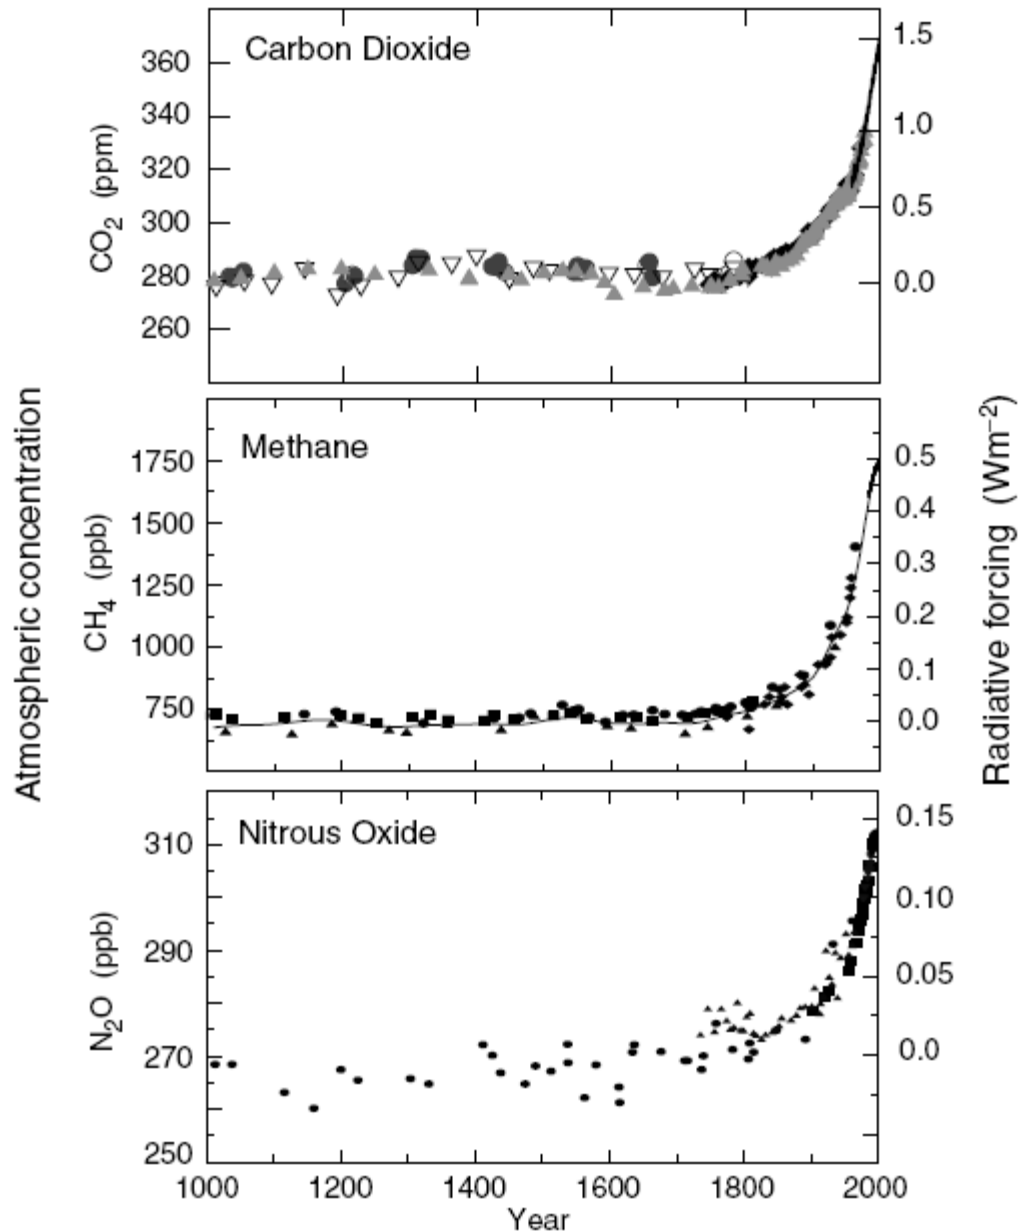 Carbon Dioxide
360
340
320
300
280
260
CO₂ (ppm)
1.5
1.0
0.5
0.0
Methane
1750
1500
1250
1000
750
CH₄ (ppb)
0.5
0.4
0.3
0.2
0.1
0.0
Nitrous Oxide
310
290
270
250
N₂O (ppb)
0.15
0.10
0.05
0.0
Atmospheric concentration
Radiative forcing (Wm⁻²)
1000 1200 1400 1600 1800 2000
Year